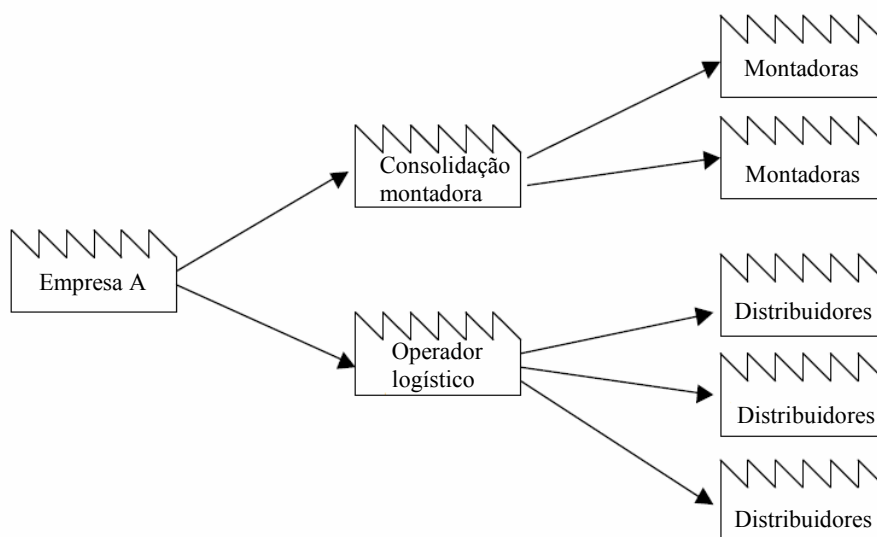 Montadoras
Consolidação
montadora
Montadoras
Empresa A
Distribuidores
Operador
logístico
Distribuidores
Distribuidores